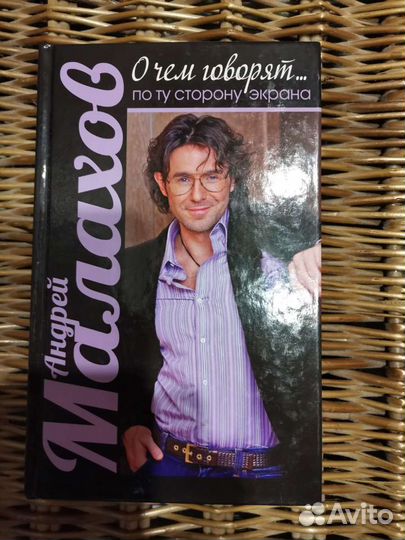 О чем говорят...
по ту сторону экрана
Андрей
Малахов
Avito